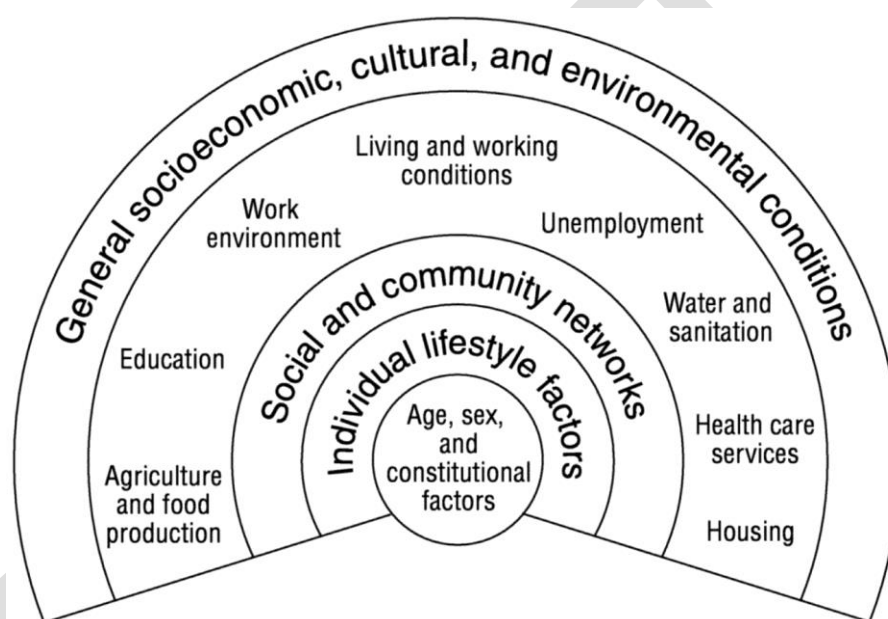 General socioeconomic, cultural, and environmental conditions
Living and working
conditions
Work
environment
Unemployment
Water and
sanitation
Education
Health care
services
Agriculture
and food
production
Housing
Social and community networks
Individual lifestyle factors
Age, sex,
and
constitutional
factors